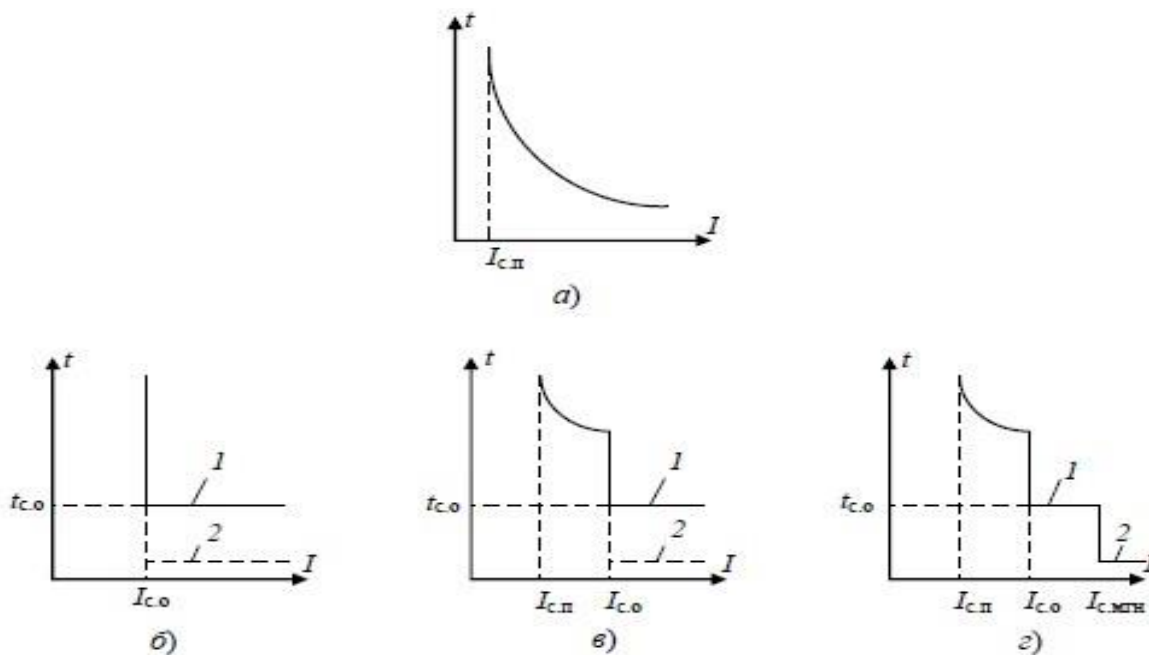 t
I
Iс.п
а)
t
1
tс.о
2
I
Iс.о
б)
t
1
tс.о
2
I
Iс.п Iс.о
в)
t
1
tс.о
2
I
Iс.п Iс.о Iс.мгн
г)